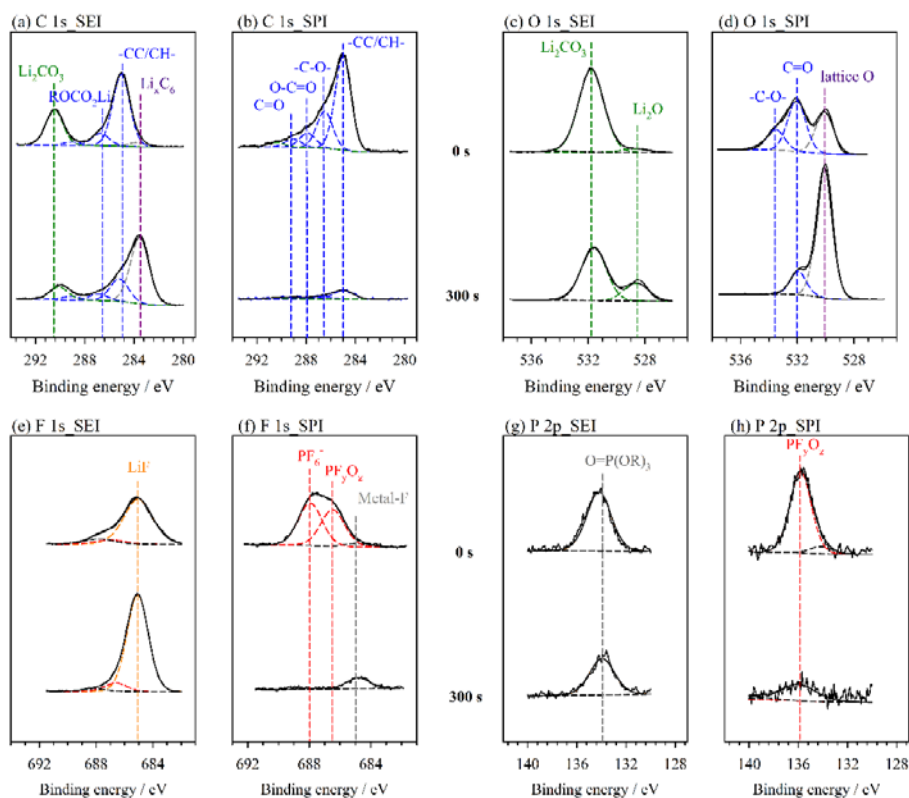 (a) C 1s_SEI
(b) C 1s_SPI
(c) O 1s_SEI
(d) O 1s_SPI
-CC/CH-
Li₂CO₃
ROCO₂Li
LiₓC₆
-CC/CH-
-C-O-
O-C=O
C=O
Li₂CO₃
Li₂O
C=O
-C-O-
lattice O
0 s
300 s
292 288 284 280
292 288 284 280
536 532 528
536 532 528
Binding energy / eV
Binding energy / eV
Binding energy / eV
Binding energy / eV
(e) F 1s_SEI
(f) F 1s_SPI
(g) P 2p_SEI
(h) P 2p_SPI
LiF
PF₆⁻
PFᵧO_z
Metal-F
O=P(OR)₃
PFᵧO_z
0 s
300 s
692 688 684
692 688 684
140 136 132 128
140 136 132 128
Binding energy / eV
Binding energy / eV
Binding energy / eV
Binding energy / eV